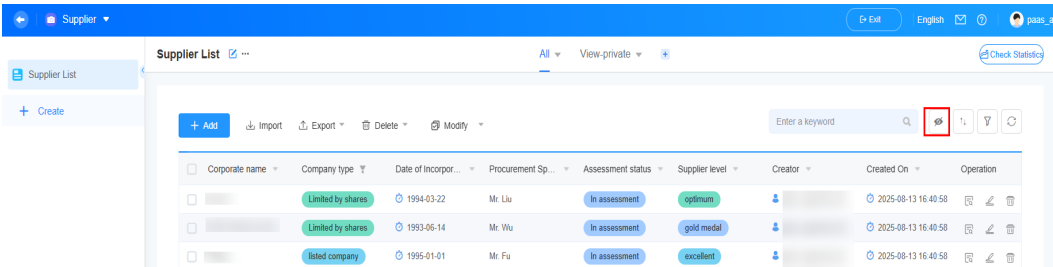 Supplier
Exit English paas_a
Supplier List
Create
Supplier List ...
All View-private +
Check Statistics
+ Add Import Export Delete Modify
Enter a keyword
Corporate name Company type Date of Incorpor... Procurement Sp... Assessment status Supplier level Creator Created On Operation
Limited by shares 1994-03-22 Mr. Liu In assessment optimum 2025-08-13 16:40:58
Limited by shares 1993-06-14 Mr. Wu In assessment gold medal 2025-08-13 16:40:58
listed company 1995-01-01 Mr. Fu In assessment excellent 2025-08-13 16:40:58